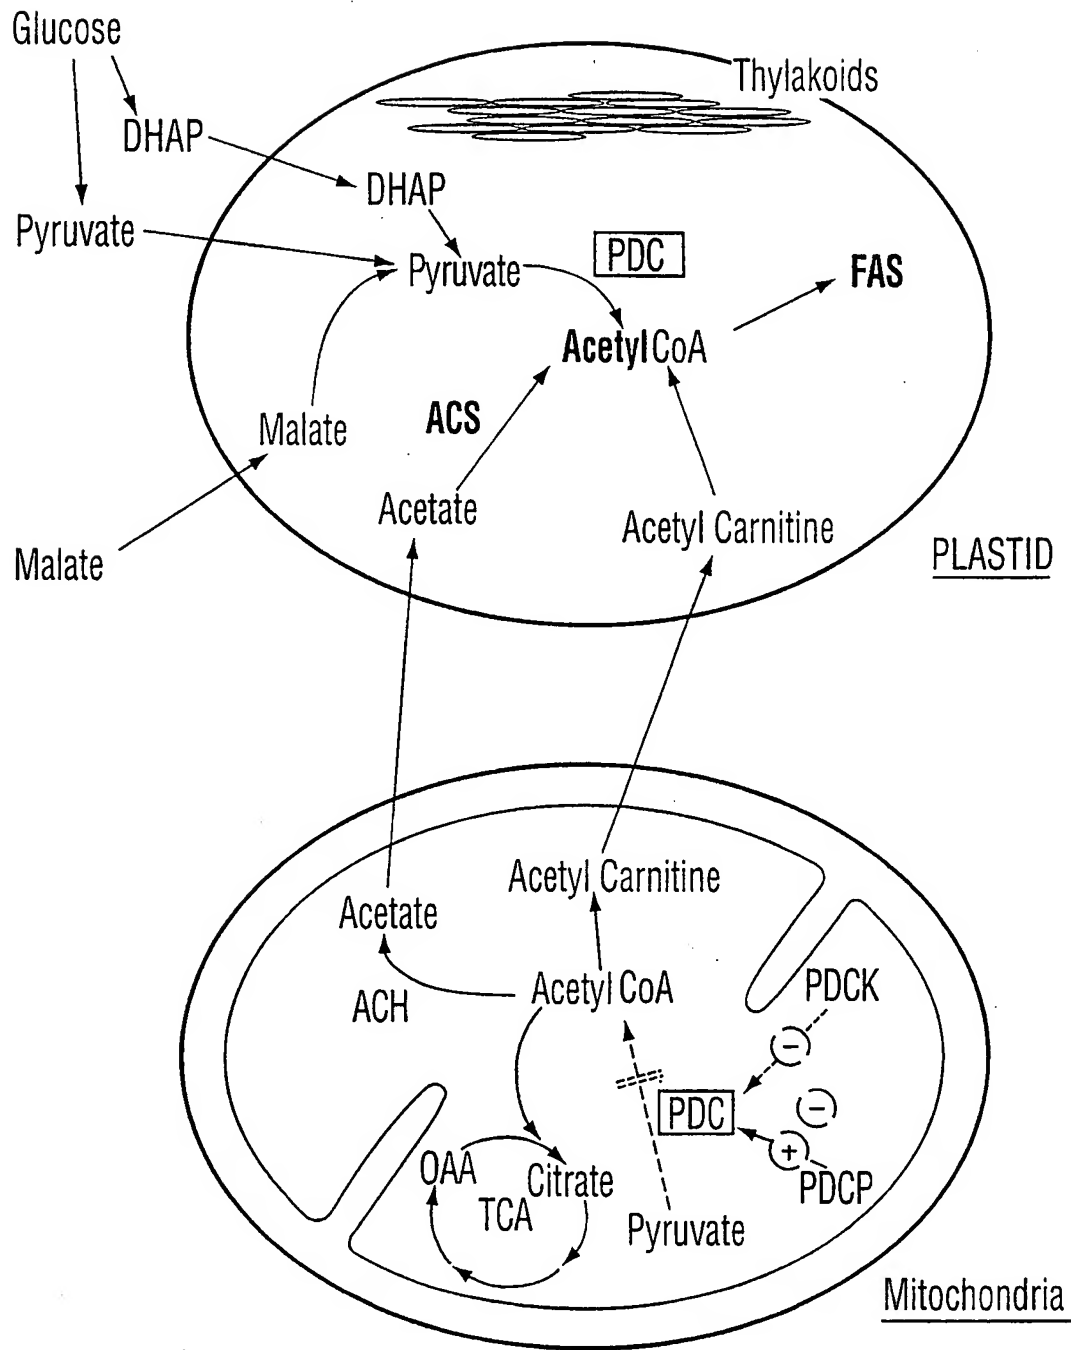 Glucose
Thylakoids
DHAP
DHAP
Pyruvate
PDC
Pyruvate
FAS
Acetyl CoA
ACS
Malate
Acetate
Acetyl Carnitine
PLASTID
Malate
Acetyl Carnitine
Acetate
Acetyl CoA
PDCK
ACH
−
PDC
−
+
OAA
Citrate
PDCP
TCA
Pyruvate
Mitochondria